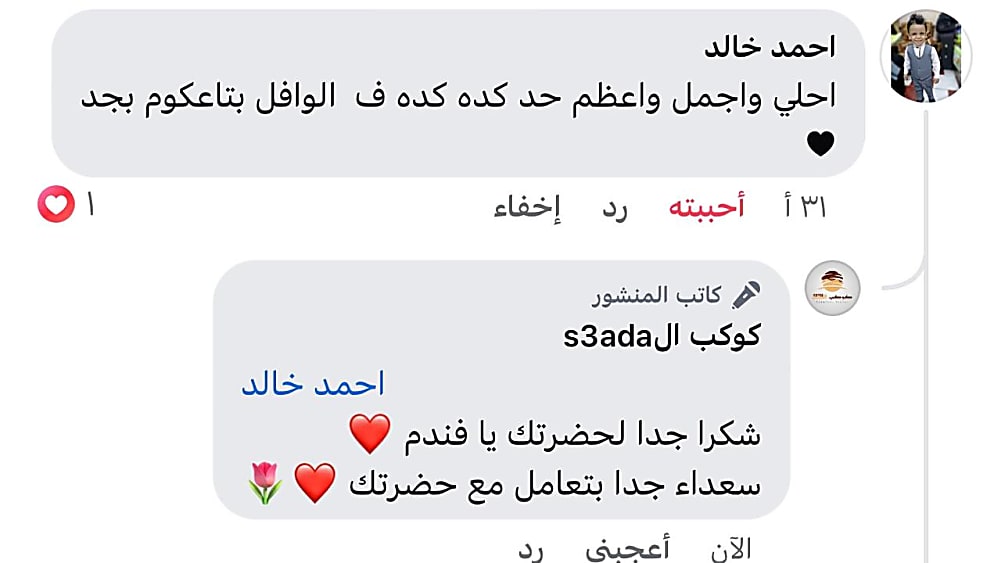 احمد خالد
احلي واجمل واعظم حد كده كده ف الوافل بتاعكوم بجد
🖤
٣١ أ أحببته رد إخفاء ١
كاتب المنشور
كوكب الs3ada
احمد خالد
شكرا جدا لحضرتك يا فندم ❤️
سعداء جدا بتعامل مع حضرتك ❤️🌷
الآن أعجبني رد